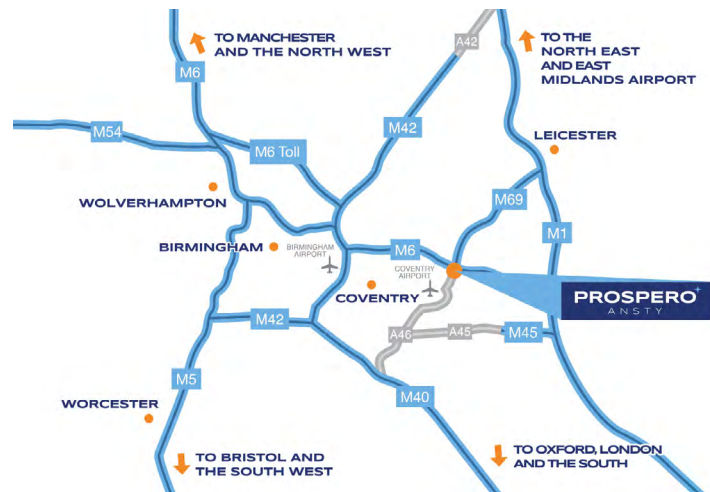 TO MANCHESTER
AND THE NORTH WEST
A42
TO THE
NORTH EAST
AND EAST
MIDLANDS AIRPORT
M6
M54
M6 Toll
M42
LEICESTER
WOLVERHAMPTON
M69
M1
BIRMINGHAM
BIRMINGHAM
AIRPORT
M6
COVENTRY
AIRPORT
COVENTRY
PROSPERO
ANSTY
M42
A46
A45
M45
M5
M40
WORCESTER
TO BRISTOL AND
THE SOUTH WEST
TO OXFORD, LONDON
AND THE SOUTH